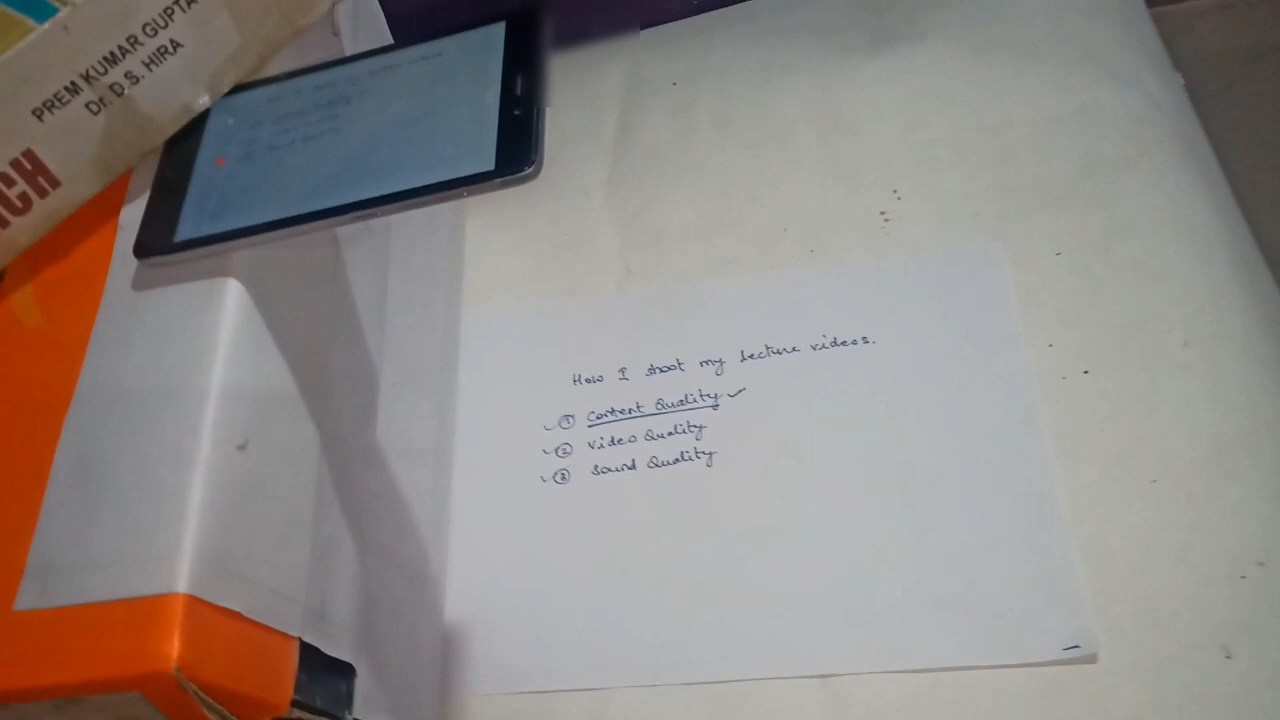 PREM KUMAR GUPTA
Dr. D.S. HIRA
How I shoot my lecture videos.
① Content Quality ✓
② Video Quality
③ Sound Quality